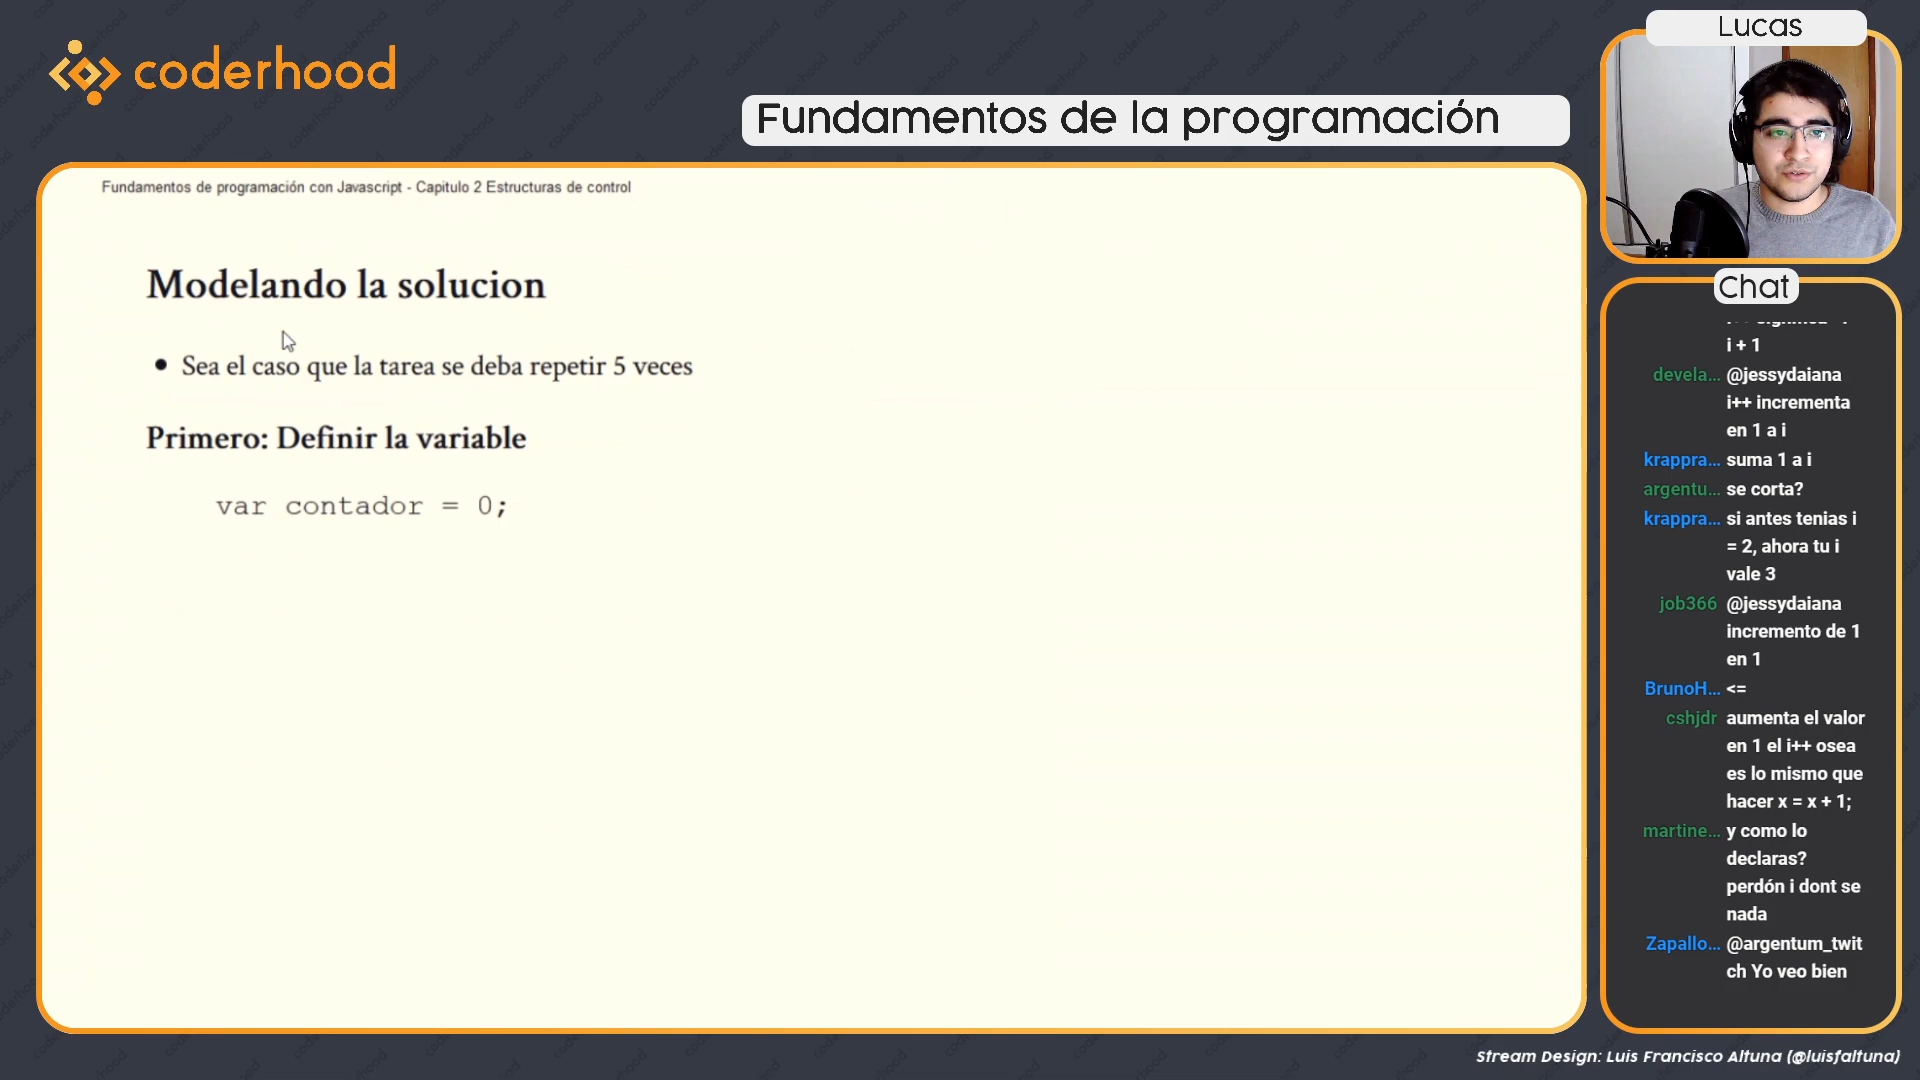 coderhood
Fundamentos de la programación
Lucas
Fundamentos de programación con Javascript - Capitulo 2 Estructuras de control
Modelando la solucion
• Sea el caso que la tarea se deba repetir 5 veces
Primero: Definir la variable
var contador = 0;
Chat
i + 1
devela... @jessydaiana
i++ incrementa
en 1 a i
krappra... suma 1 a i
argentu... se corta?
krappra... si antes tenias i
= 2, ahora tu i
vale 3
job366 @jessydaiana
incremento de 1
en 1
BrunoH... <=
cshjdr aumenta el valor
en 1 el i++ osea
es lo mismo que
hacer x = x + 1;
martine... y como lo
declaras?
perdón i dont se
nada
Zapallo... @argentum_twit
ch Yo veo bien
Stream Design: Luis Francisco Altuna (@luisfaltuna)